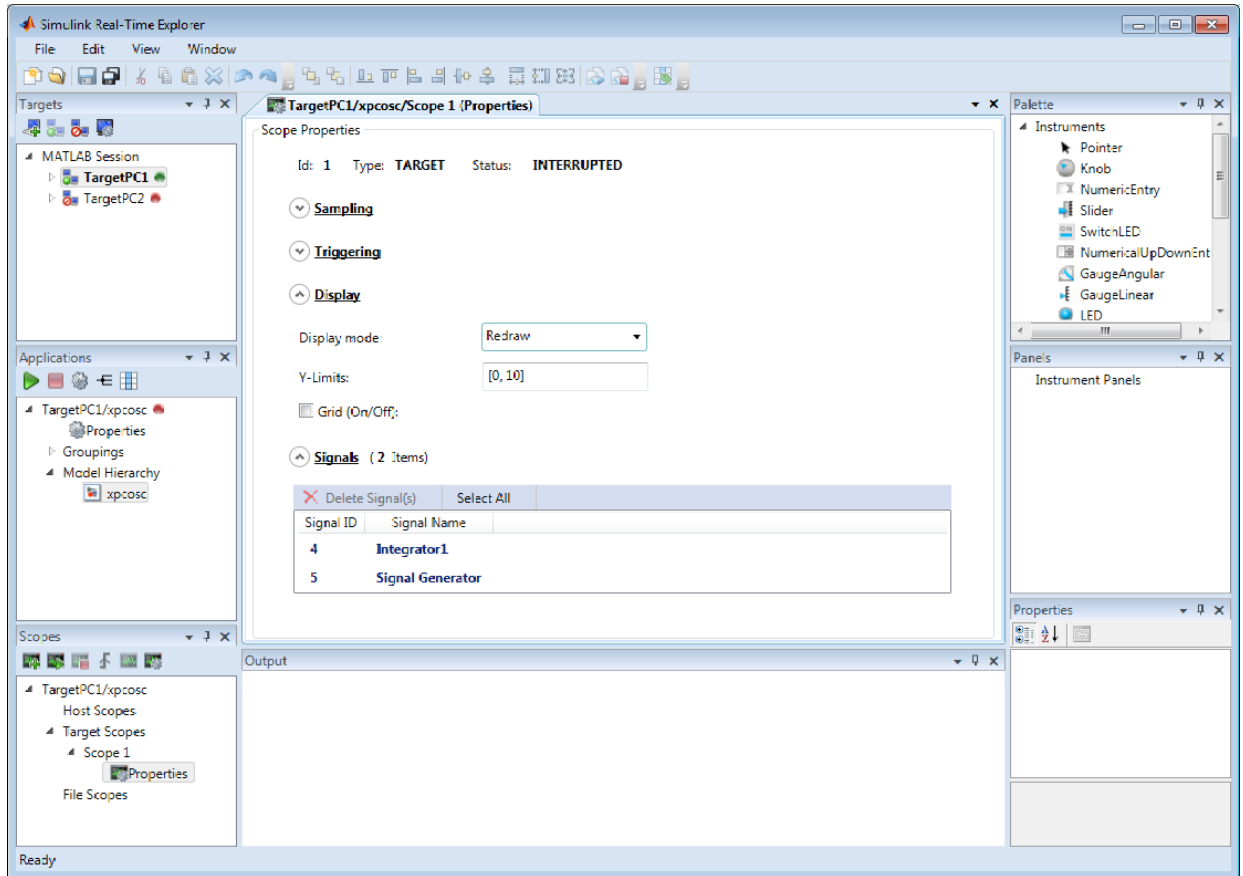 Simulink Real-Time Explorer
File Edit View Window
Targets
MATLAB Session
TargetPC1
TargetPC2
Applications
TargetPC1/xpcosc
Properties
Groupings
Model Hierarchy
xpcosc
Scopes
TargetPC1/xpcosc
Host Scopes
Target Scopes
Scope 1
Properties
File Scopes
TargetPC1/xpcosc/Scope 1 (Properties)
Scope Properties
Id: 1 Type: TARGET Status: INTERRUPTED
Sampling
Triggering
Display
Display mode: Redraw
Y-Limits: [0, 10]
Grid (On/Off):
Signals ( 2 Items)
Delete Signal(s) Select All
Signal ID Signal Name
4 Integrator1
5 Signal Generator
Output
Palette
Instruments
Pointer
Knob
NumericEntry
Slider
SwitchLED
NumericalUpDownEnt
GaugeAngular
GaugeLinear
LED
Panels
Instrument Panels
Properties
Ready